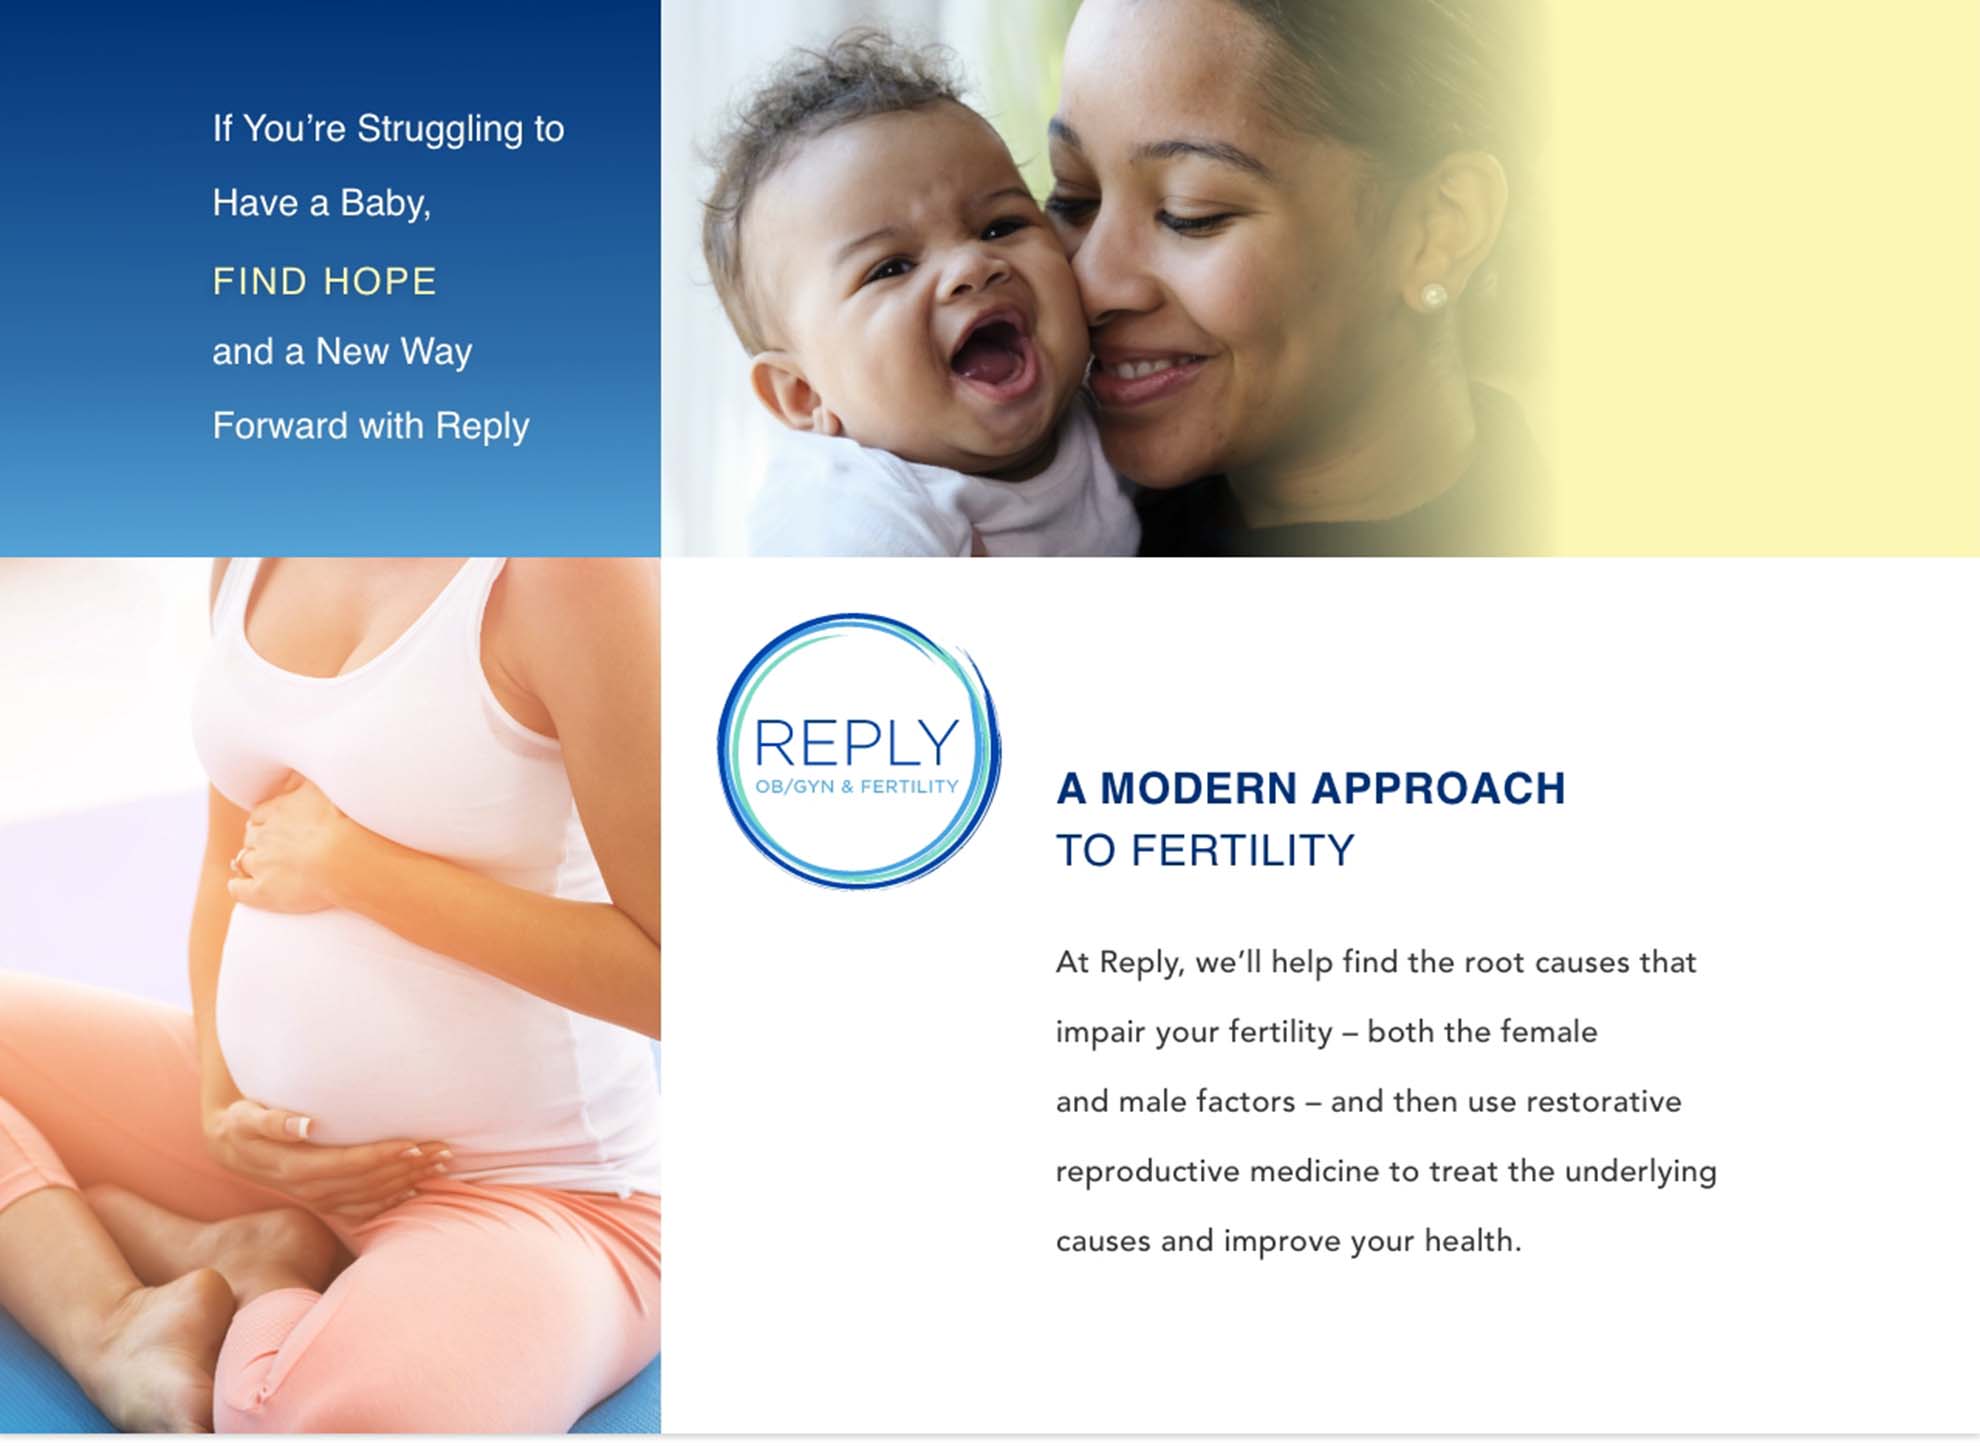 If You’re Struggling to
Have a Baby,
FIND HOPE
and a New Way
Forward with Reply
REPLY
OB/GYN & FERTILITY
A MODERN APPROACH
TO FERTILITY
At Reply, we’ll help find the root causes that
impair your fertility – both the female
and male factors – and then use restorative
reproductive medicine to treat the underlying
causes and improve your health.